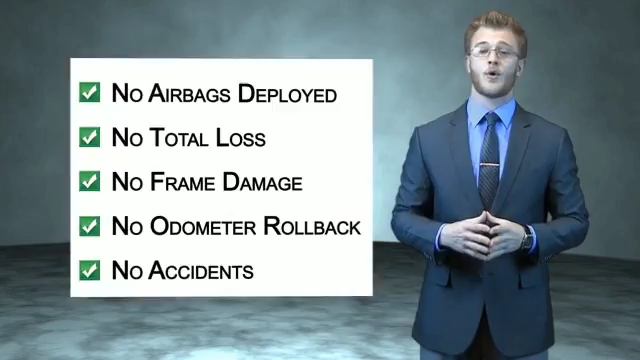 No Airbags Deployed
No Total Loss
No Frame Damage
No Odometer Rollback
No Accidents